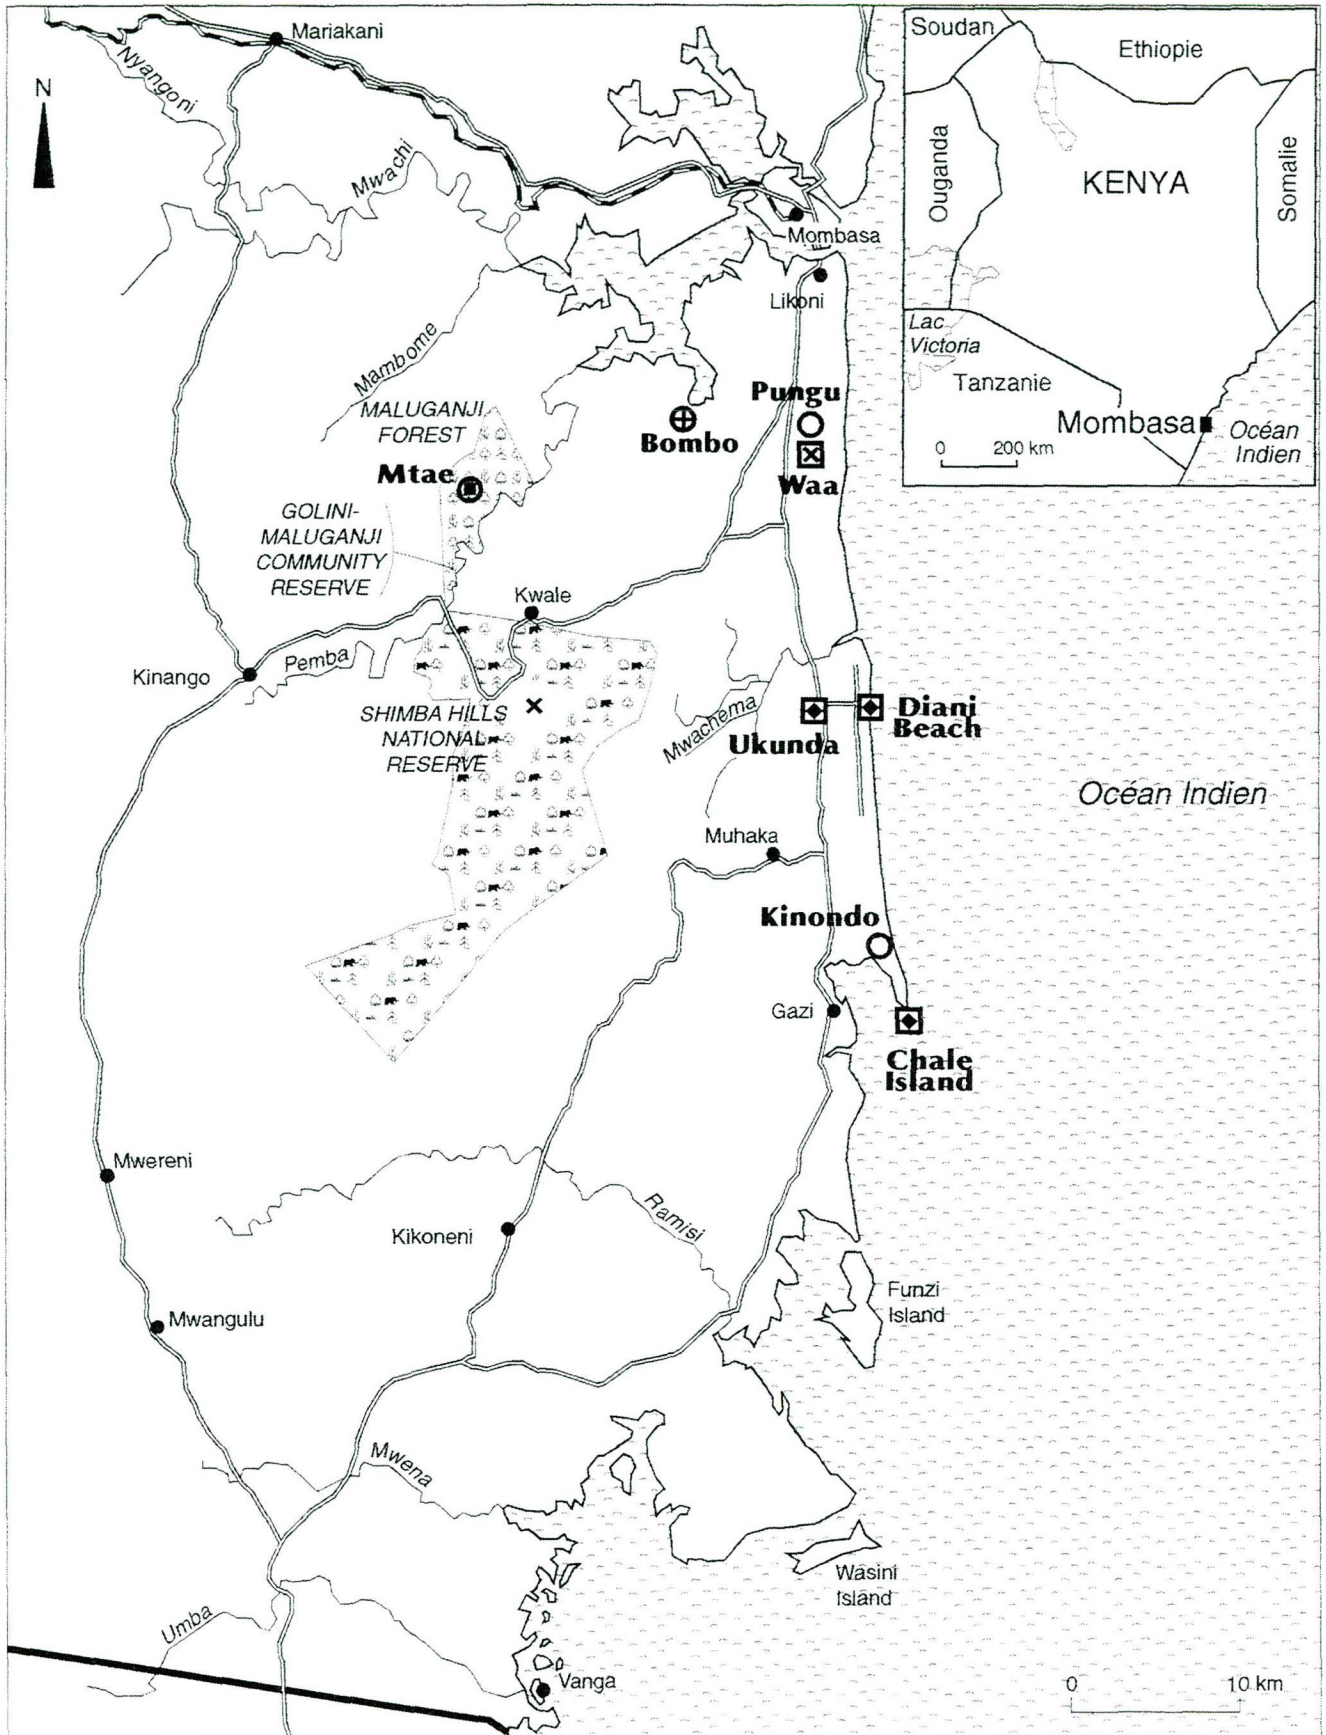 Mariakani
Nyangoni
N
Mwachi
Mombasa
Likoni
Mambome
MALUGANJI
FOREST
Mtae
GOLINI-
MALUGANJI
COMMUNITY
RESERVE
Pungu
Bombo
Waa
Kwale
Kinango
Pemba
SHIMBA HILLS
NATIONAL
RESERVE
Mwachema
Ukunda
Diani
Beach
Océan Indien
Muhaka
Kinondo
Gazi
Chale
Island
Mwereni
Kikoneni
Ramisi
Mwangulu
Funzi
Island
Mwena
Wasini
Island
Umba
Vanga
0 10 km
Soudan
Ethiopie
Ouganda
KENYA
Somalie
Lac
Victoria
Tanzanie
Mombasa
Océan
Indien
0 200 km